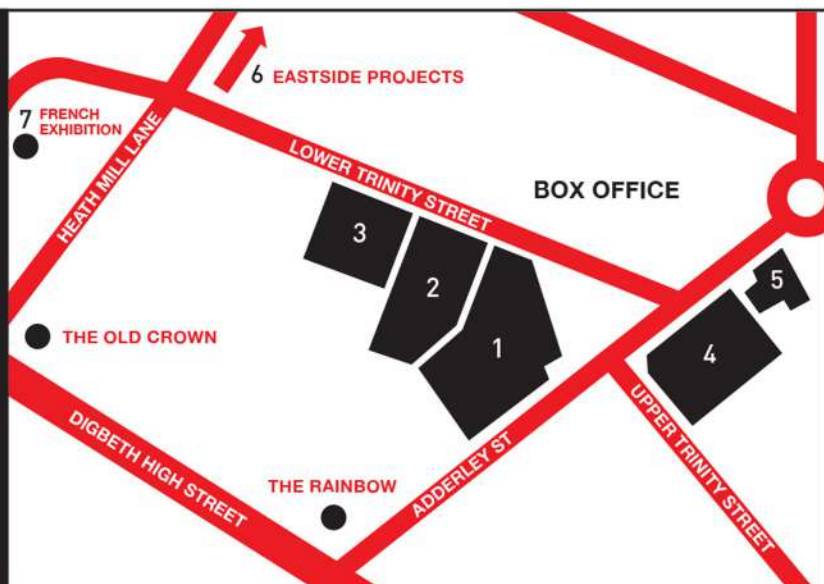 6 EASTSIDE PROJECTS
7 FRENCH
EXHIBITION
HEATH MILL LANE
LOWER TRINITY STREET
BOX OFFICE
3
2
1
5
4
THE OLD CROWN
DIGBETH HIGH STREET
THE RAINBOW
ADDERLEY ST
UPPER TRINITY STREET